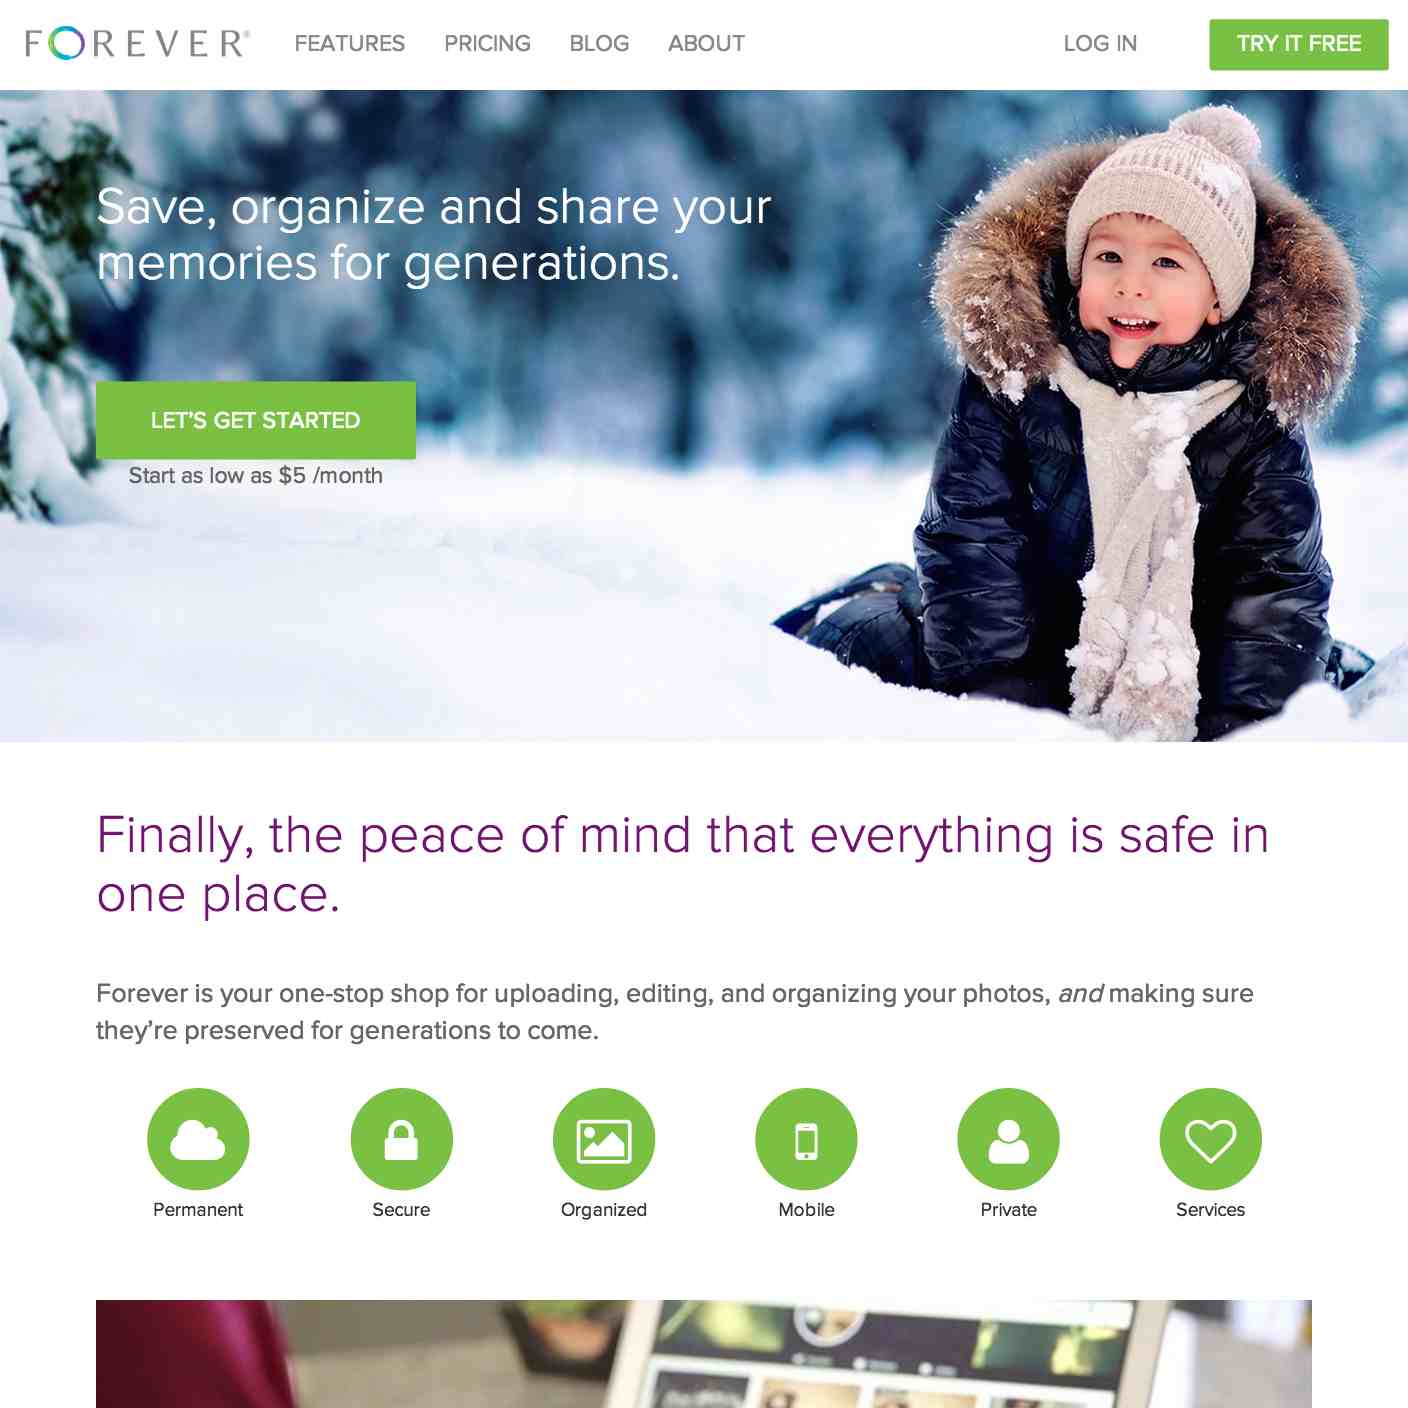 FOREVER®
FEATURES
PRICING
BLOG
ABOUT
LOG IN
TRY IT FREE
Save, organize and share your
memories for generations.
LET'S GET STARTED
Start as low as $5 /month
Finally, the peace of mind that everything is safe in
one place.
Forever is your one-stop shop for uploading, editing, and organizing your photos, and making sure
they’re preserved for generations to come.
Permanent
Secure
Organized
Mobile
Private
Services